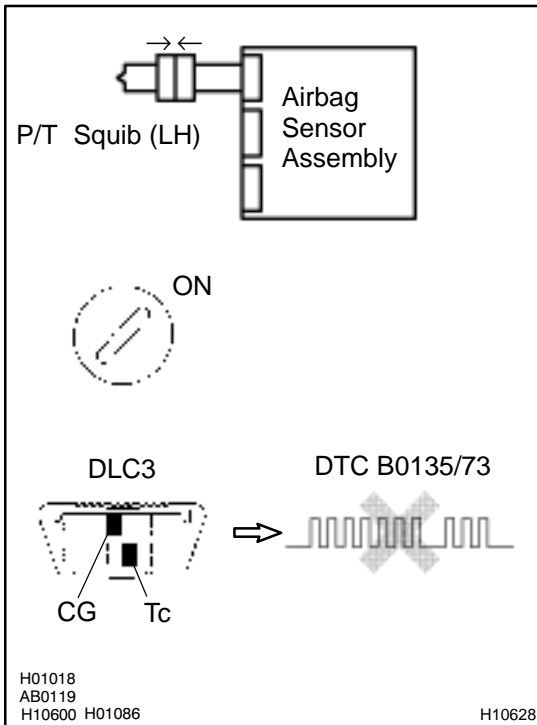 P/T Squib (LH)
Airbag
Sensor
Assembly
ON
DLC3
DTC B0135/73
CG
Tc
H01018
AB0119
H10600 H01086
H10628